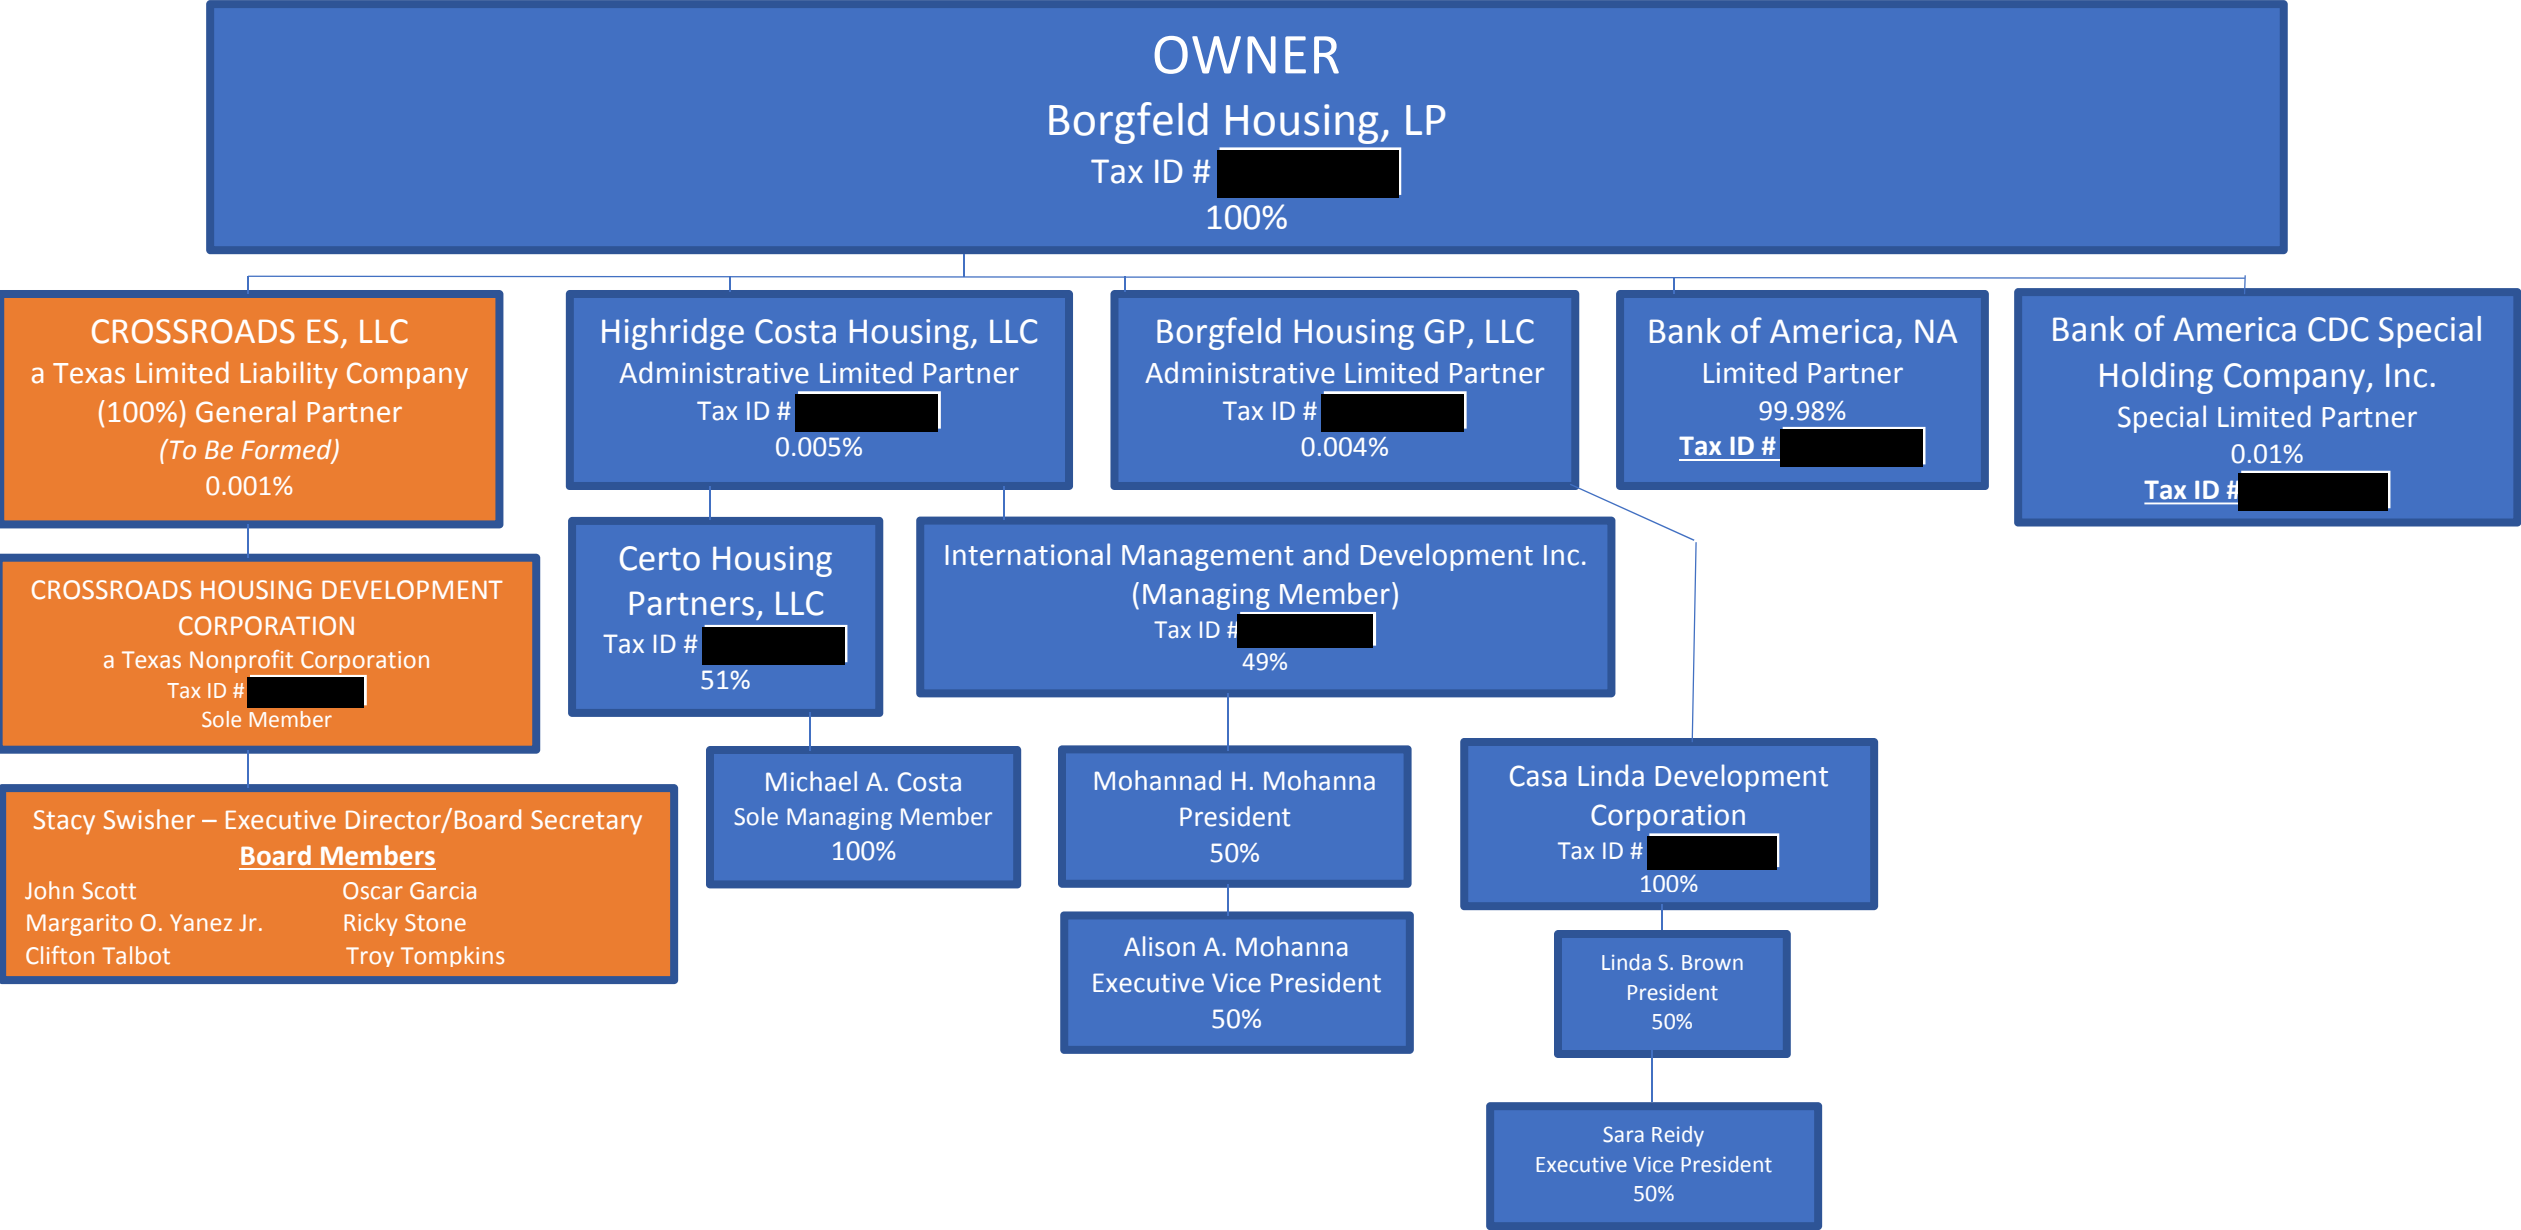 OWNER
Borgfeld Housing, LP
Tax ID #
100%
CROSSROADS ES, LLC
a Texas Limited Liability Company
(100%) General Partner
(To Be Formed)
0.001%
Highridge Costa Housing, LLC
Administrative Limited Partner
Tax ID #
0.005%
Borgfeld Housing GP, LLC
Administrative Limited Partner
Tax ID #
0.004%
Bank of America, NA
Limited Partner
99.98%
Tax ID #
Bank of America CDC Special
Holding Company, Inc.
Special Limited Partner
0.01%
Tax ID #
CROSSROADS HOUSING DEVELOPMENT
CORPORATION
a Texas Nonprofit Corporation
Tax ID #
Sole Member
Certo Housing
Partners, LLC
Tax ID #
51%
International Management and Development Inc.
(Managing Member)
Tax ID #
49%
Stacy Swisher – Executive Director/Board Secretary
Board Members
John Scott Oscar Garcia
Margarito O. Yanez Jr. Ricky Stone
Clifton Talbot Troy Tompkins
Michael A. Costa
Sole Managing Member
100%
Mohannad H. Mohanna
President
50%
Alison A. Mohanna
Executive Vice President
50%
Casa Linda Development
Corporation
Tax ID #
100%
Linda S. Brown
President
50%
Sara Reidy
Executive Vice President
50%